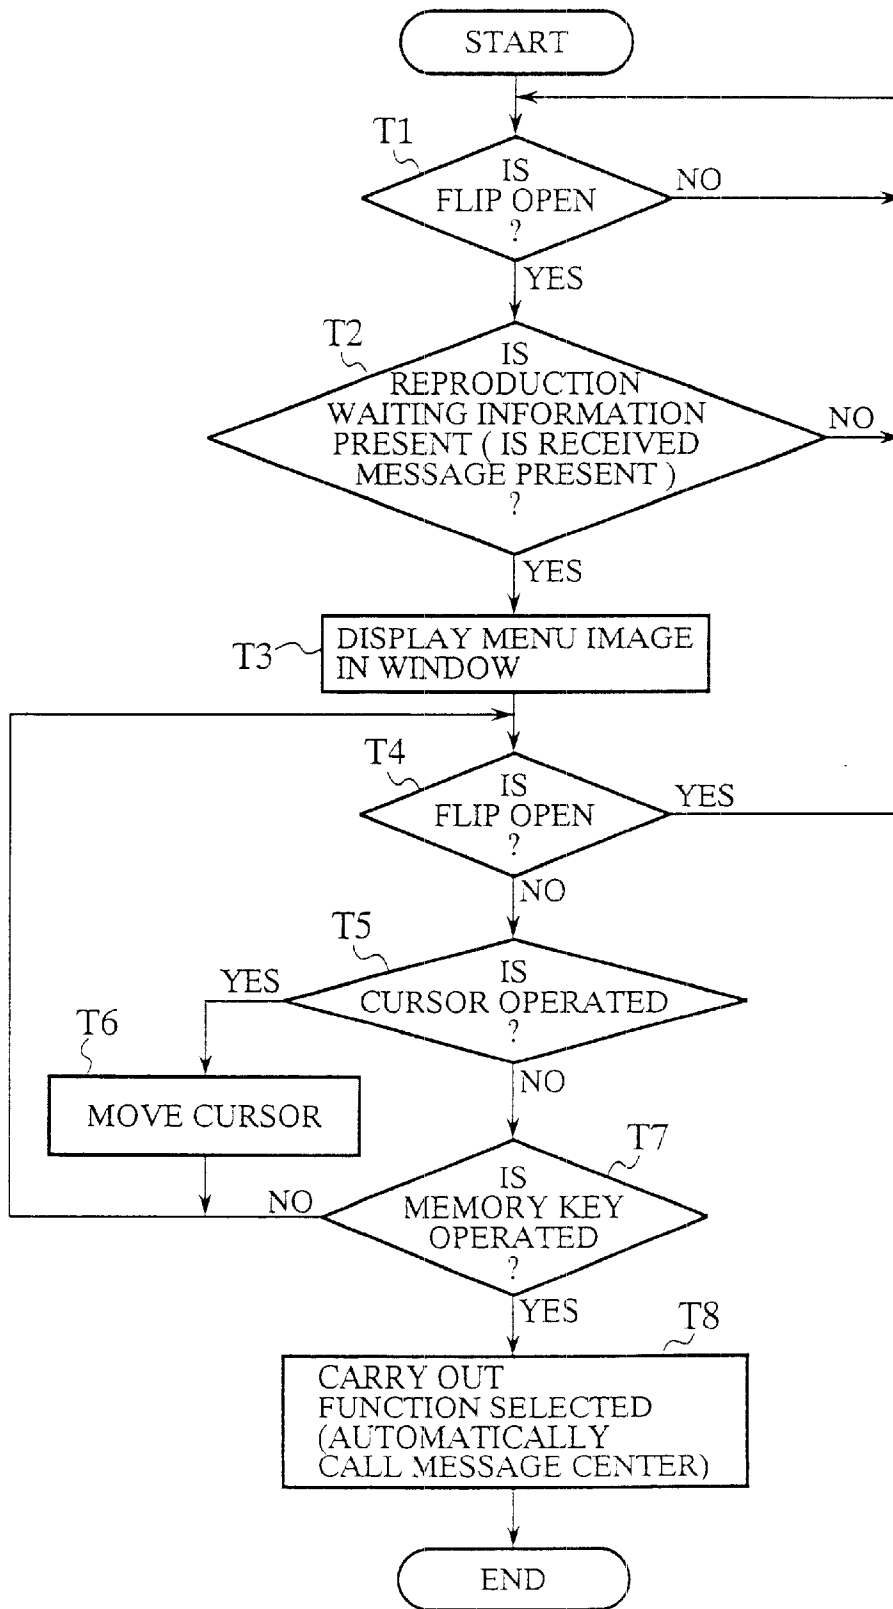 START
T1
IS
FLIP OPEN
?
NO
YES
T2
IS
REPRODUCTION
WAITING INFORMATION
PRESENT ( IS RECEIVED
MESSAGE PRESENT )
?
NO
YES
T3
DISPLAY MENU IMAGE
IN WINDOW
T4
IS
FLIP OPEN
?
YES
NO
T5
IS
CURSOR OPERATED
?
YES
NO
T6
MOVE CURSOR
T7
IS
MEMORY KEY
OPERATED
?
NO
YES
T8
CARRY OUT
FUNCTION SELECTED
(AUTOMATICALLY
CALL MESSAGE CENTER)
END